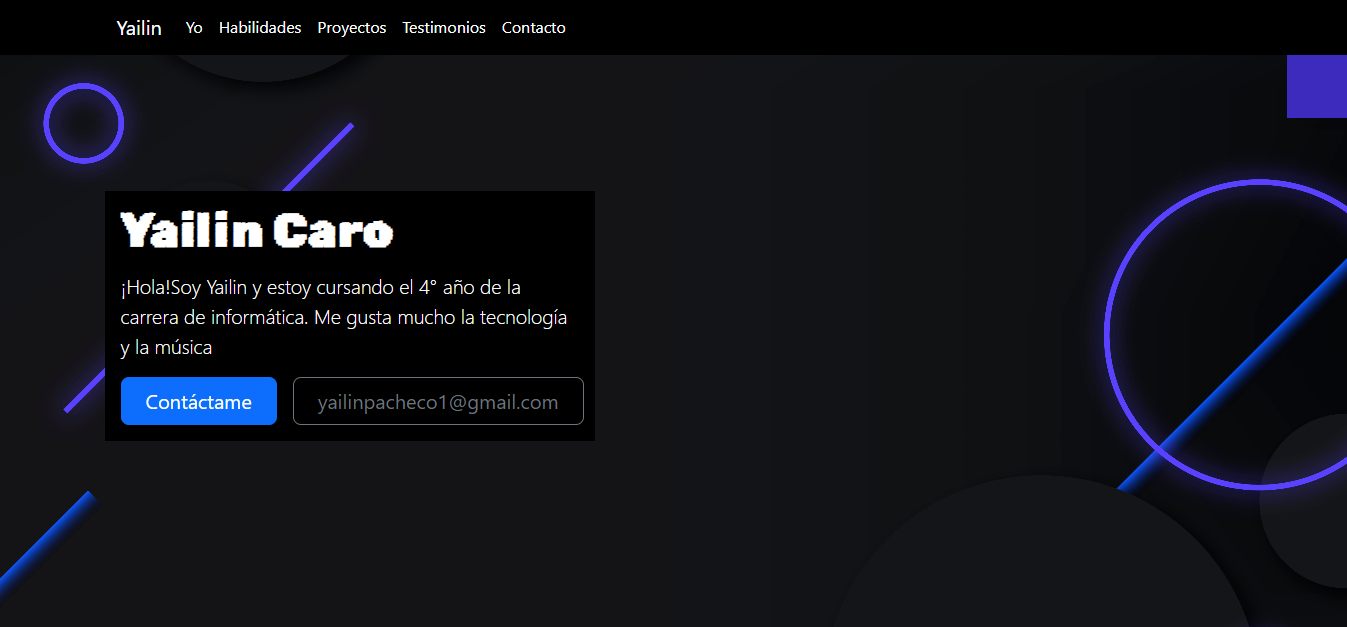 Yailin Yo Habilidades Proyectos Testimonios Contacto
Yailin Caro
¡Hola!Soy Yailin y estoy cursando el 4° año de la
carrera de informática. Me gusta mucho la tecnología
y la música
Contáctame yailinpacheco1@gmail.com